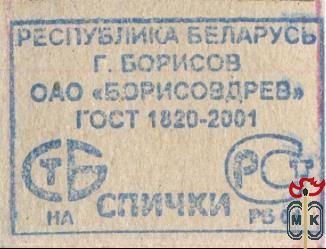 РЕСПУБЛИКА БЕЛАРУСЬ
Г. БОРИСОВ
ОАО «БОРИСОВДРЕВ»
ГОСТ 1820-2001
СТБ РСТ
НА СПИЧКИ РБ
МК